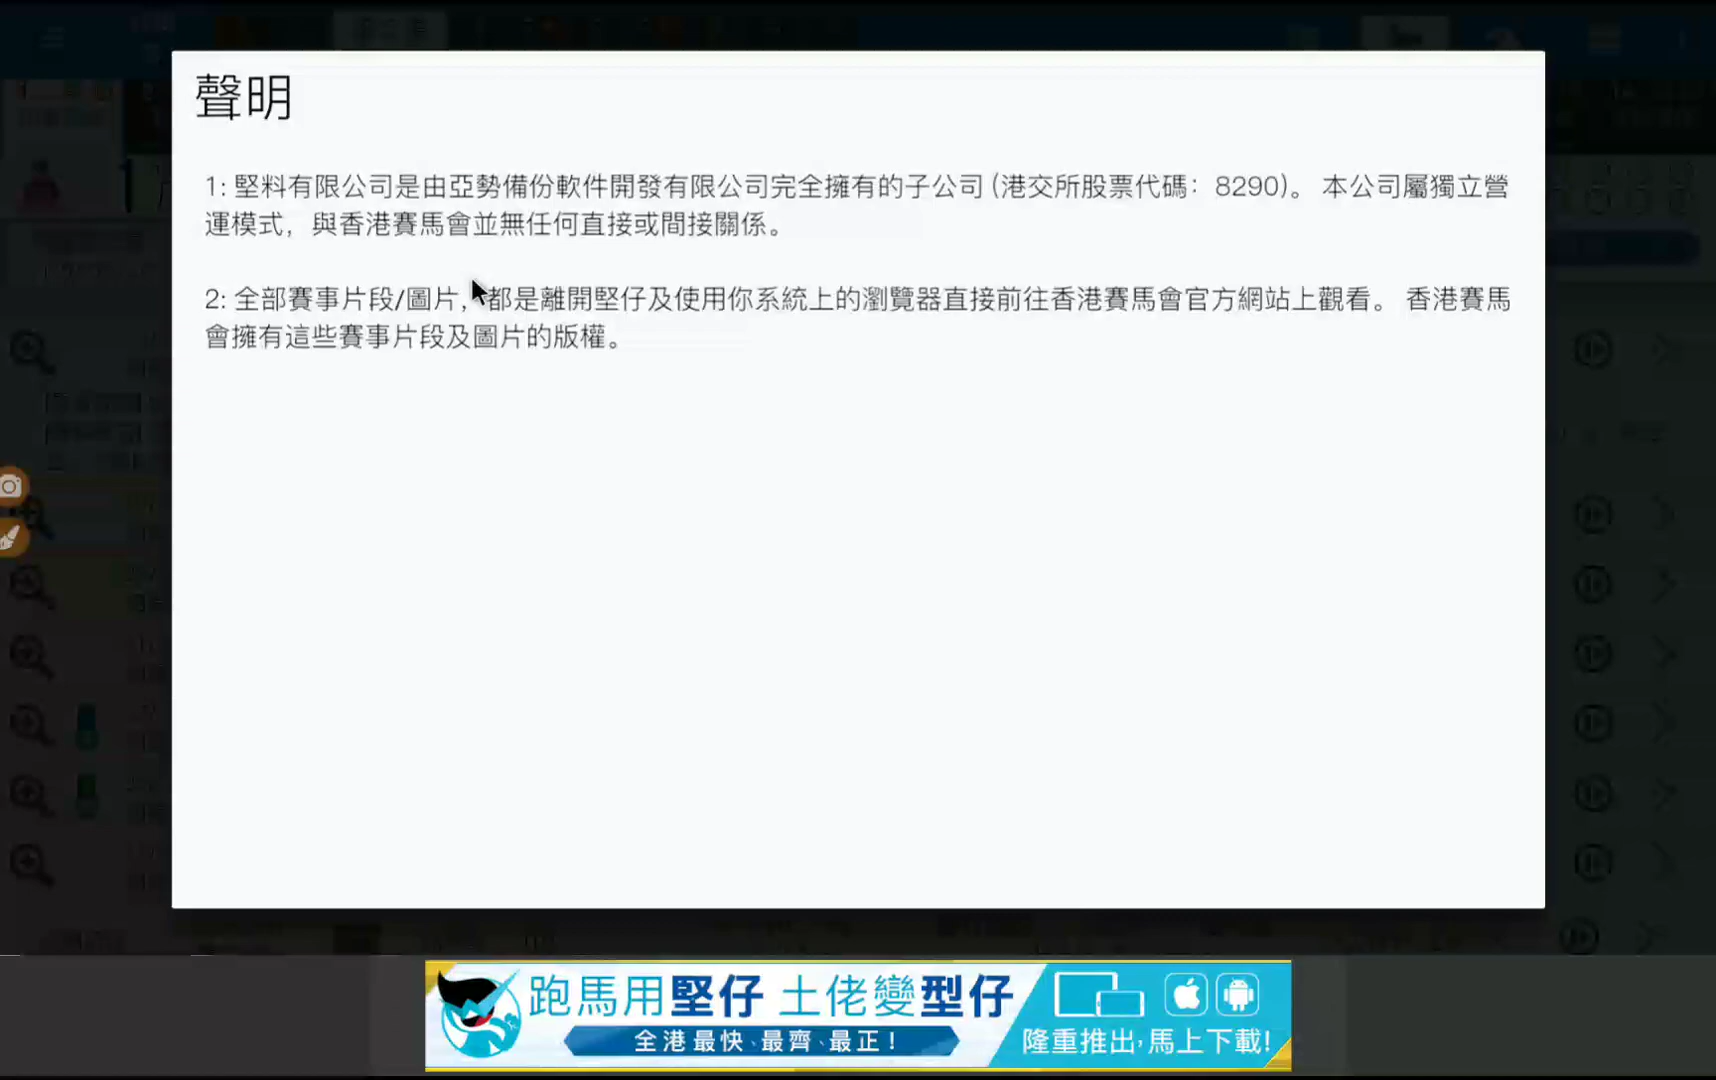 聲明
1: 堅料有限公司是由亞勢備份軟件開發有限公司完全擁有的子公司 (港交所股票代碼：8290)。 本公司屬獨立營
運模式，與香港賽馬會並無任何直接或間接關係。
2: 全部賽事片段/圖片，都是離開堅仔及使用你系統上的瀏覽器直接前往香港賽馬會官方網站上觀看。 香港賽馬
會擁有這些賽事片段及圖片的版權。
跑馬用堅仔 土佬變型仔
全港最快、最齊、最正！
隆重推出，馬上下載！